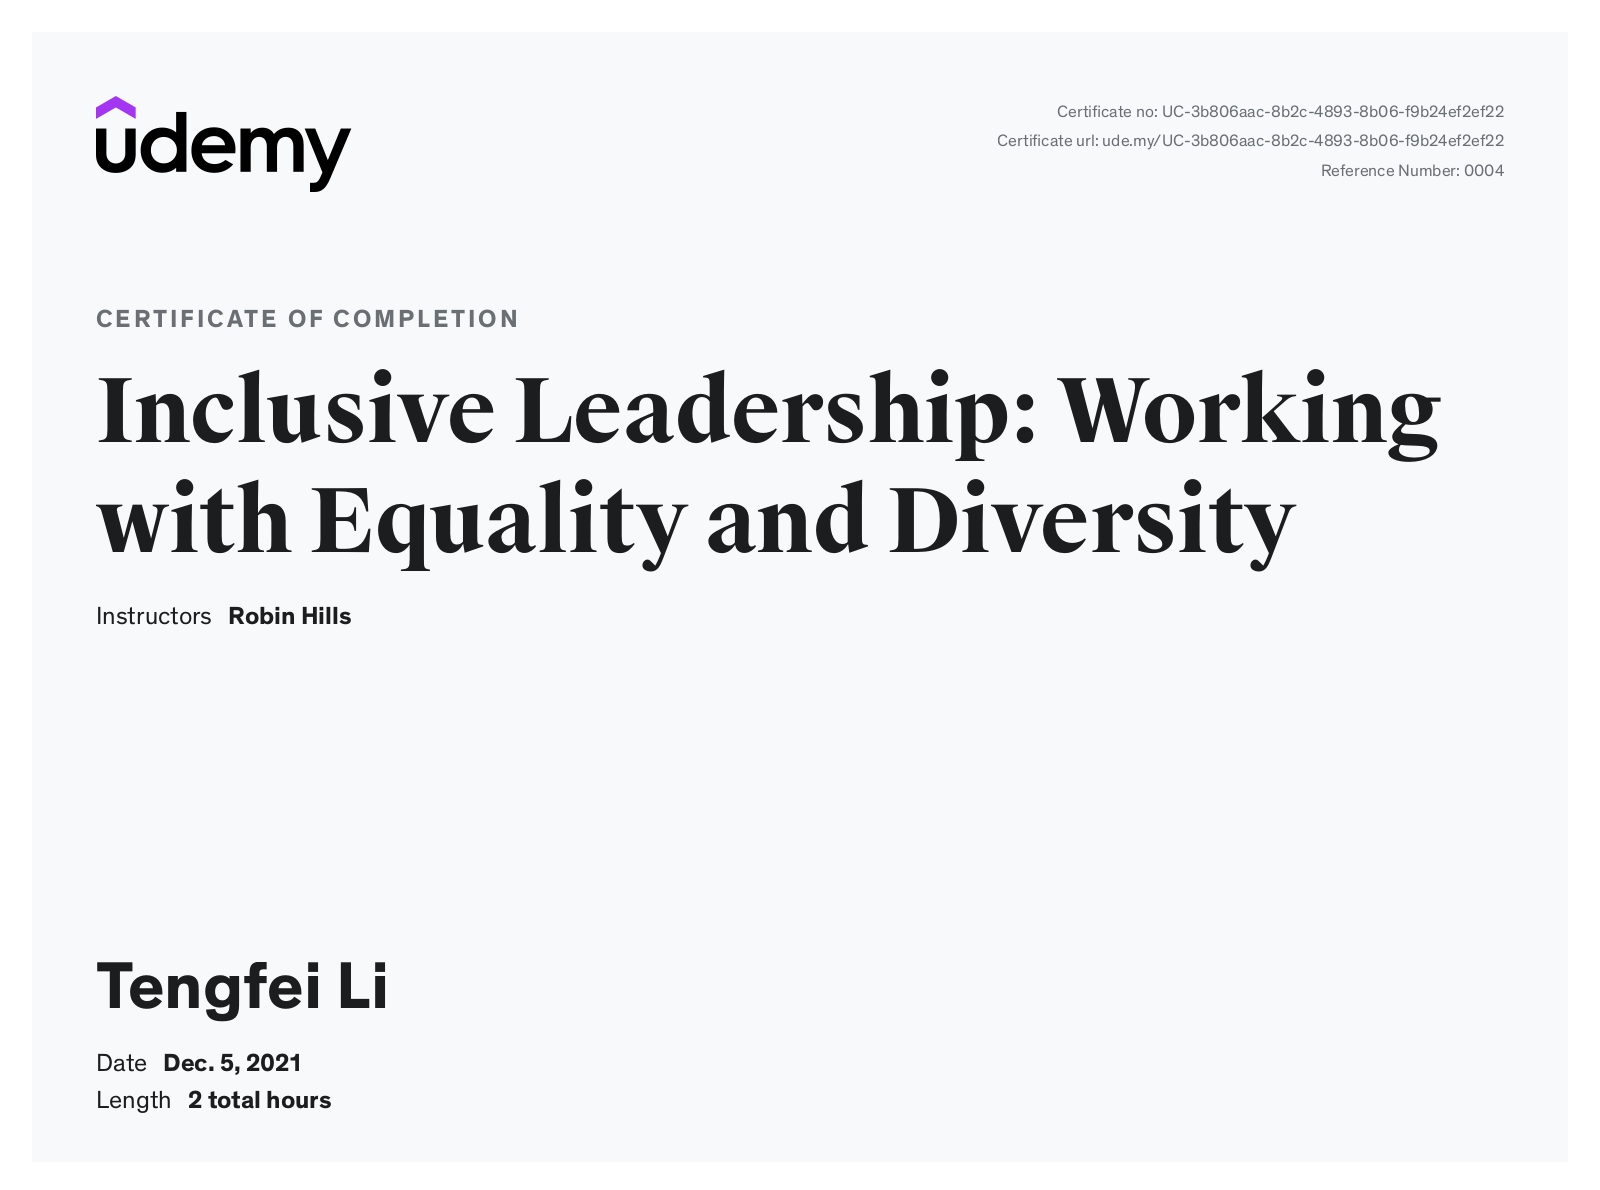 udemy
Certificate no: UC-3b806aac-8b2c-4893-8b06-f9b24ef2ef22
Certificate url: ude.my/UC-3b806aac-8b2c-4893-8b06-f9b24ef2ef22
Reference Number: 0004
CERTIFICATE OF COMPLETION
Inclusive Leadership: Working
with Equality and Diversity
Instructors Robin Hills
Tengfei Li
Date Dec. 5, 2021
Length 2 total hours